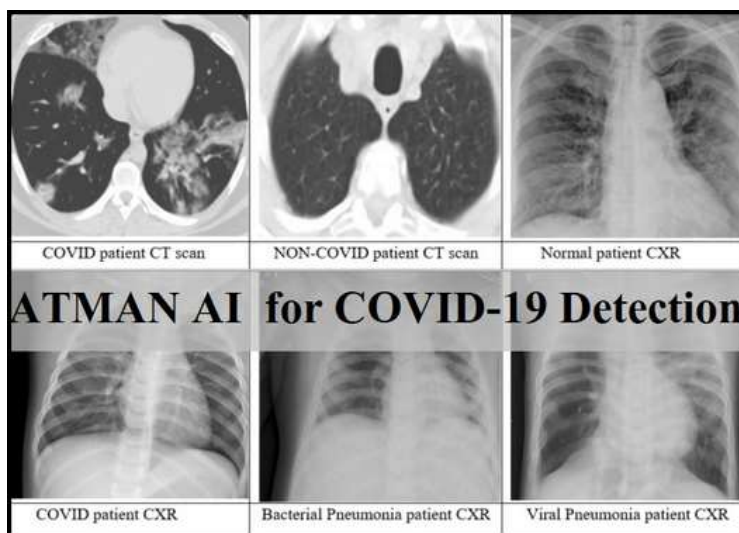 COVID patient CT scan
NON-COVID patient CT scan
Normal patient CXR
ATMAN AI for COVID-19 Detection
COVID patient CXR
Bacterial Pneumonia patient CXR
Viral Pneumonia patient CXR